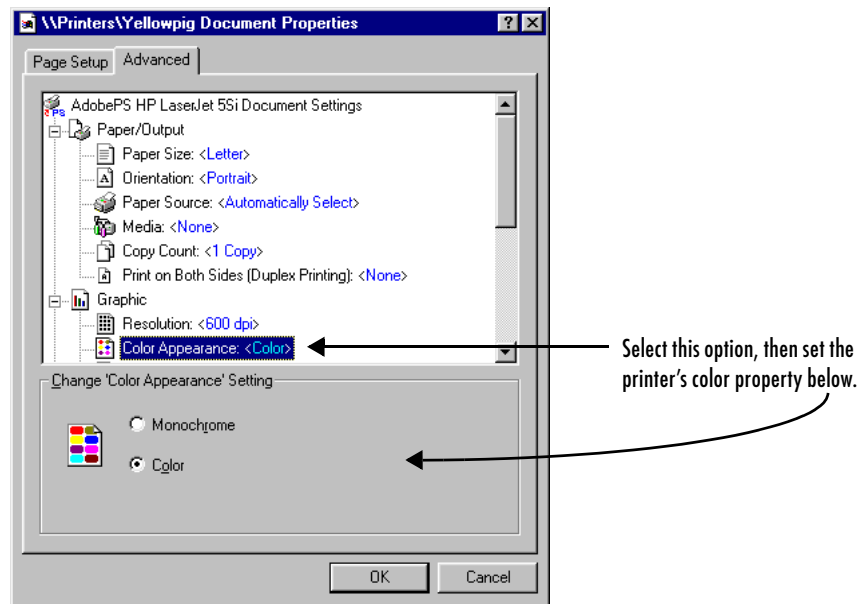 \\Printers\Yellowpig Document Properties
Page Setup
Advanced
AdobePS HP LaserJet 5Si Document Settings
Paper/Output
Paper Size: <Letter>
Orientation: <Portrait>
Paper Source: <Automatically Select>
Media: <None>
Copy Count: <1 Copy>
Print on Both Sides (Duplex Printing): <None>
Graphic
Resolution: <600 dpi>
Color Appearance: <Color>
Select this option, then set the
printer's color property below.
Change 'Color Appearance' Setting
Monochrome
Color
OK
Cancel